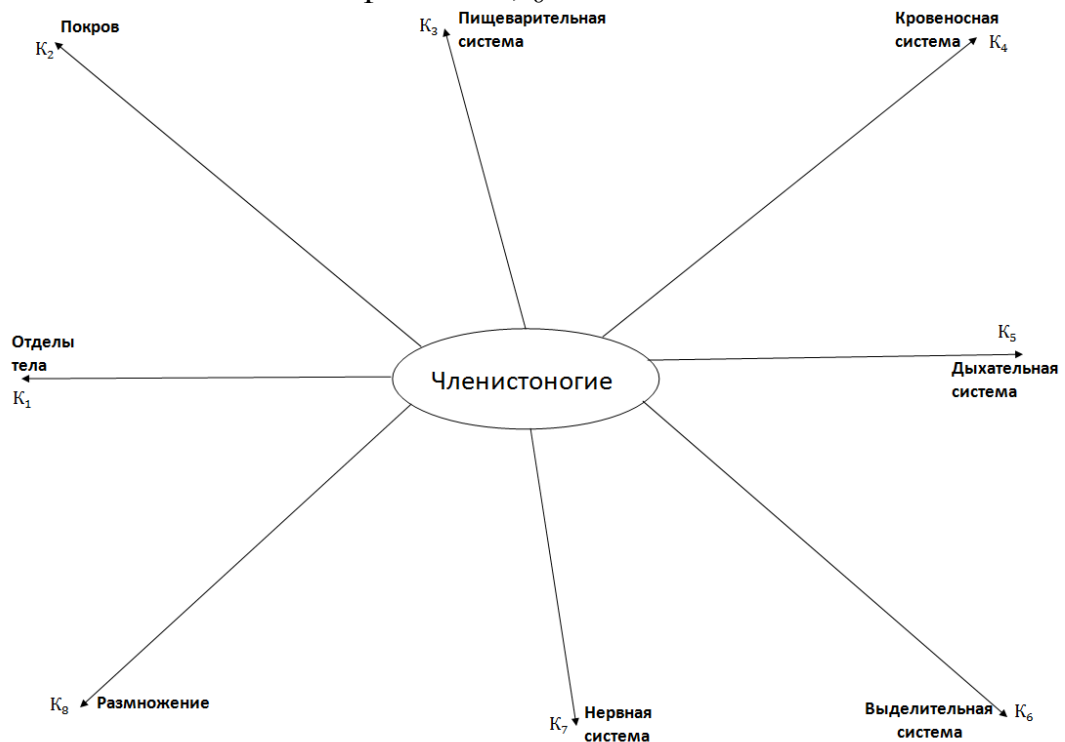 Покров
К₂
К₃
Пищеварительная
система
Кровеносная
система
К₄
Отделы
тела
К₁
Членистоногие
К₅
Дыхательная
система
К₈
Размножение
К₇
Нервная
система
Выделительная
система
К₆